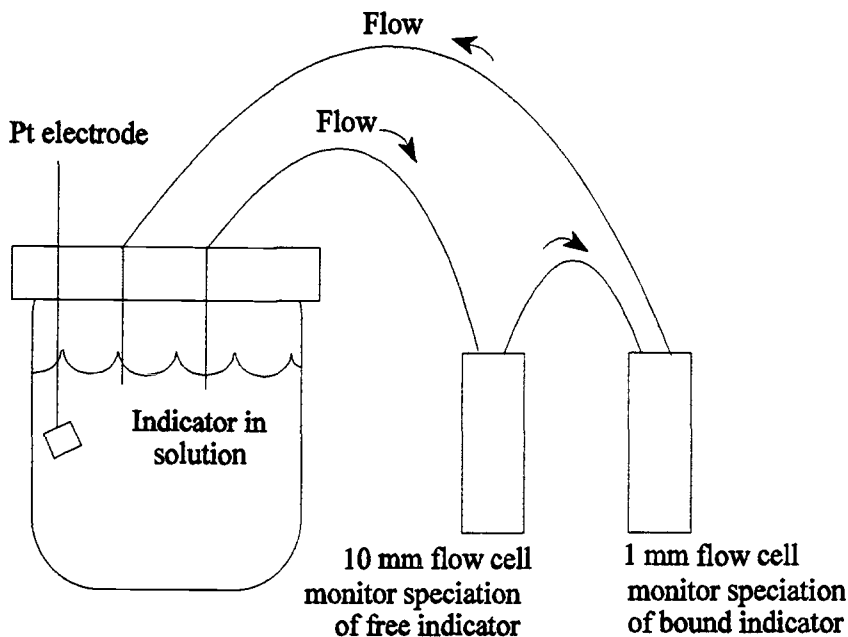 Flow
Flow
Pt electrode
Indicator in
solution
10 mm flow cell
monitor speciation
of free indicator
1 mm flow cell
monitor speciation
of bound indicator